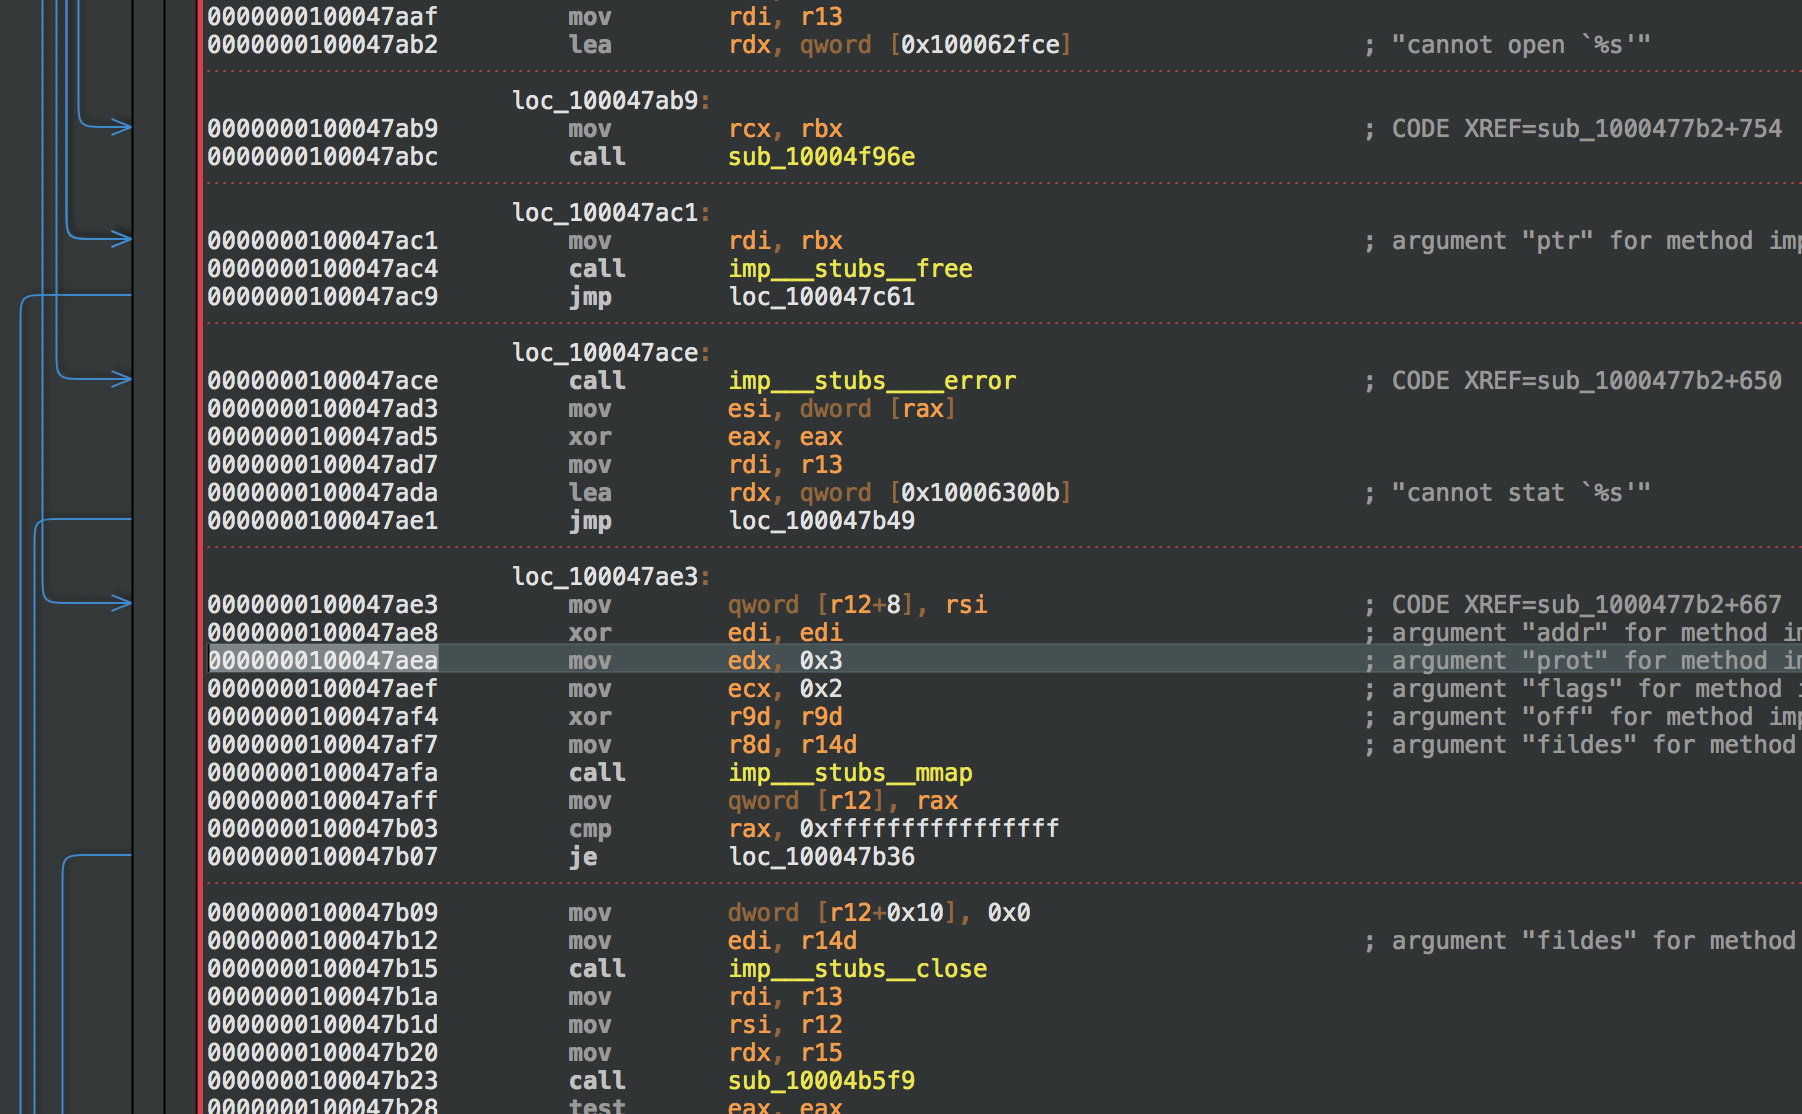 0000000100047aaf mov rdi, r13
0000000100047ab2 lea rdx, qword [0x100062fce] ; "cannot open `%s'"
loc_100047ab9:
0000000100047ab9 mov rcx, rbx ; CODE XREF=sub_1000477b2+754
0000000100047abc call sub_10004f96e
loc_100047ac1:
0000000100047ac1 mov rdi, rbx ; argument "ptr" for method imp
0000000100047ac4 call imp___stubs__free
0000000100047ac9 jmp loc_100047c61
loc_100047ace:
0000000100047ace call imp___stubs____error ; CODE XREF=sub_1000477b2+650
0000000100047ad3 mov esi, dword [rax]
0000000100047ad5 xor eax, eax
0000000100047ad7 mov rdi, r13
0000000100047ada lea rdx, qword [0x10006300b] ; "cannot stat `%s'"
0000000100047ae1 jmp loc_100047b49
loc_100047ae3:
0000000100047ae3 mov qword [r12+8], rsi ; CODE XREF=sub_1000477b2+667
0000000100047ae8 xor edi, edi ; argument "addr" for method im
0000000100047aea mov edx, 0x3 ; argument "prot" for method im
0000000100047aef mov ecx, 0x2 ; argument "flags" for method i
0000000100047af4 xor r9d, r9d ; argument "off" for method imp
0000000100047af7 mov r8d, r14d ; argument "fildes" for method
0000000100047afa call imp___stubs__mmap
0000000100047aff mov qword [r12], rax
0000000100047b03 cmp rax, 0xffffffffffffffff
0000000100047b07 je loc_100047b36
0000000100047b09 mov dword [r12+0x10], 0x0
0000000100047b12 mov edi, r14d ; argument "fildes" for method
0000000100047b15 call imp___stubs__close
0000000100047b1a mov rdi, r13
0000000100047b1d mov rsi, r12
0000000100047b20 mov rdx, r15
0000000100047b23 call sub_10004b5f9
0000000100047b28 test eax, eax